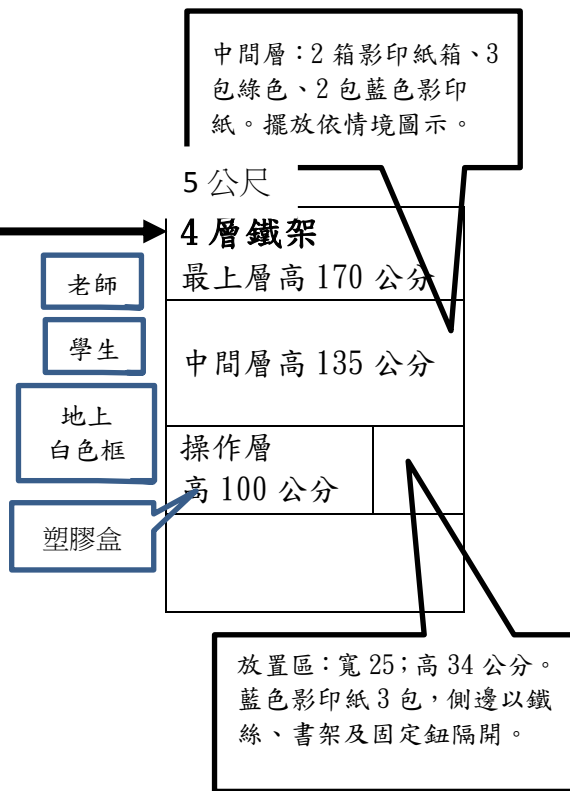 中間層：2 箱影印紙箱、3
包綠色、2 包藍色影印
紙。擺放依情境圖示。
5 公尺
4 層鐵架
最上層高 170 公分
老師
學生
中間層高 135 公分
地上
白色框
操作層
高 100 公分
塑膠盒
放置區：寬 25；高 34 公分。
藍色影印紙 3 包，側邊以鐵
絲、書架及固定鈕隔開。